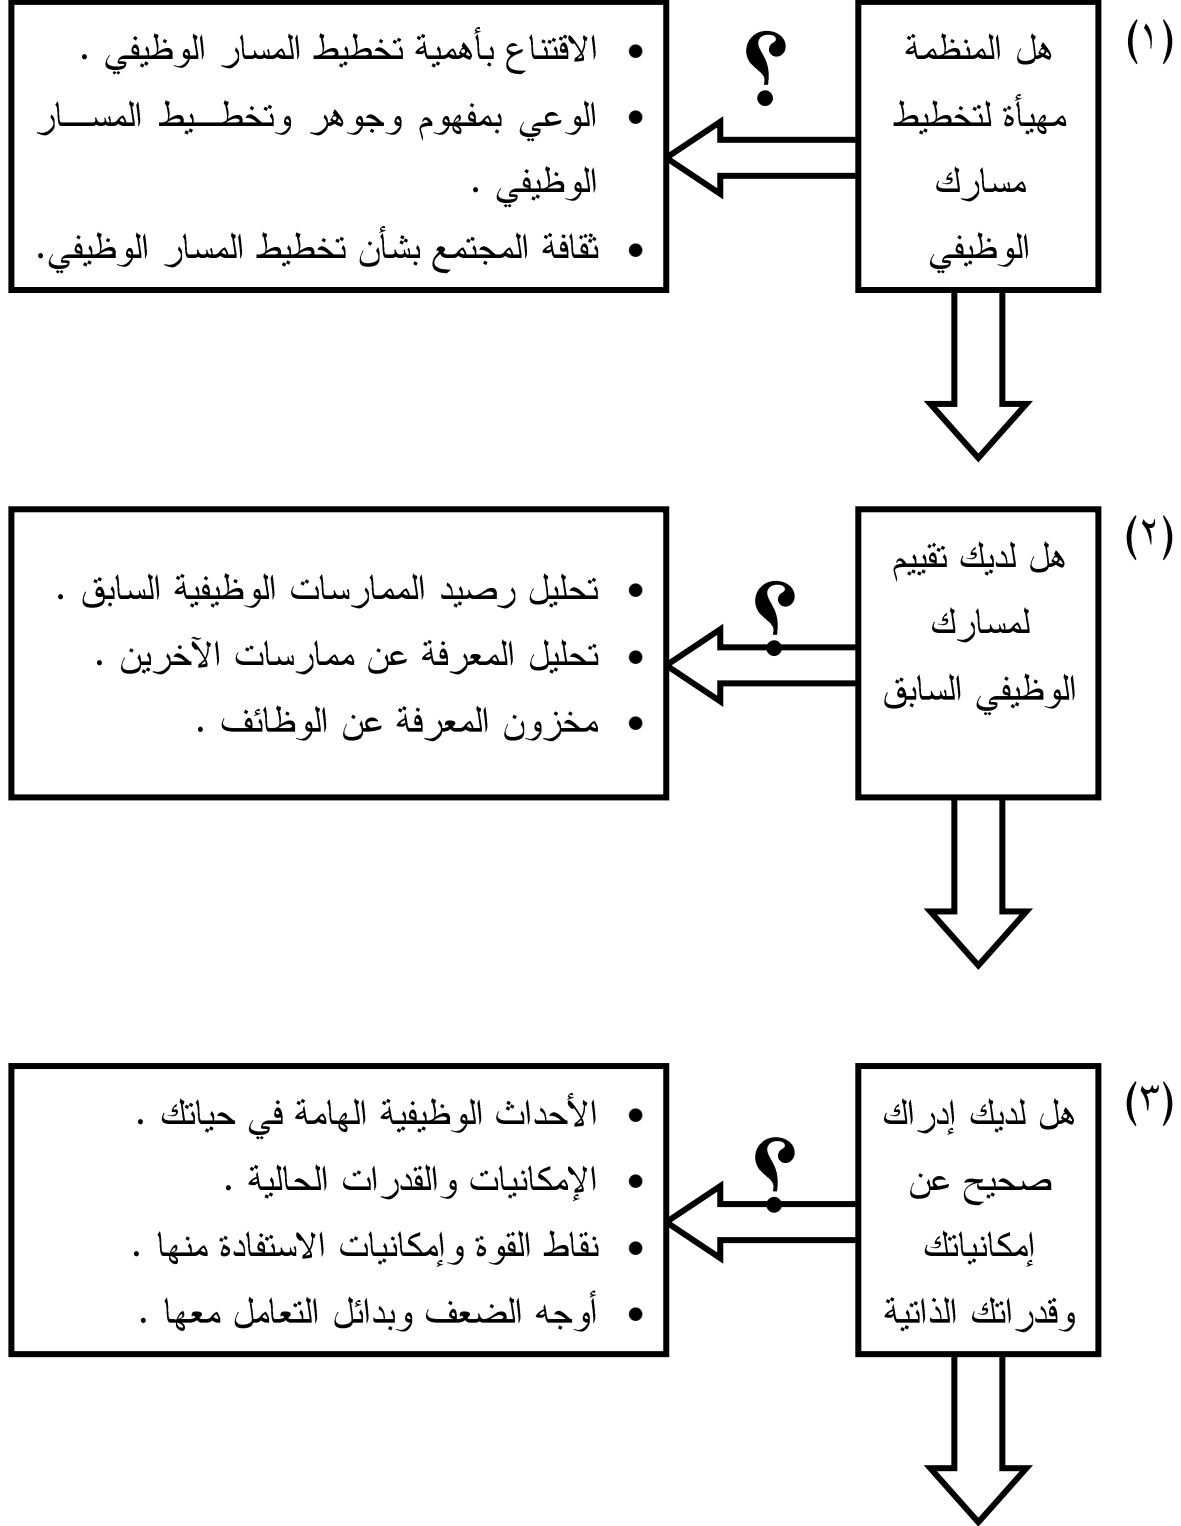 (١)
هل المنظمة
مهيأة لتخطيط
مسارك
الوظيفي
؟
• الاقتناع بأهمية تخطيط المسار الوظيفي .
• الوعي بمفهوم وجوهر وتخطــيط المســار
الوظيفي .
• ثقافة المجتمع بشأن تخطيط المسار الوظيفي.
(٢)
هل لديك تقييم
لمسارك
الوظيفي السابق
؟
• تحليل رصيد الممارسات الوظيفية السابق .
• تحليل المعرفة عن ممارسات الآخرين .
• مخزون المعرفة عن الوظائف .
(٣)
هل لديك إدراك
صحيح عن
إمكانياتك
وقدراتك الذاتية
؟
• الأحداث الوظيفية الهامة في حياتك .
• الإمكانيات والقدرات الحالية .
• نقاط القوة وإمكانيات الاستفادة منها .
• أوجه الضعف وبدائل التعامل معها .